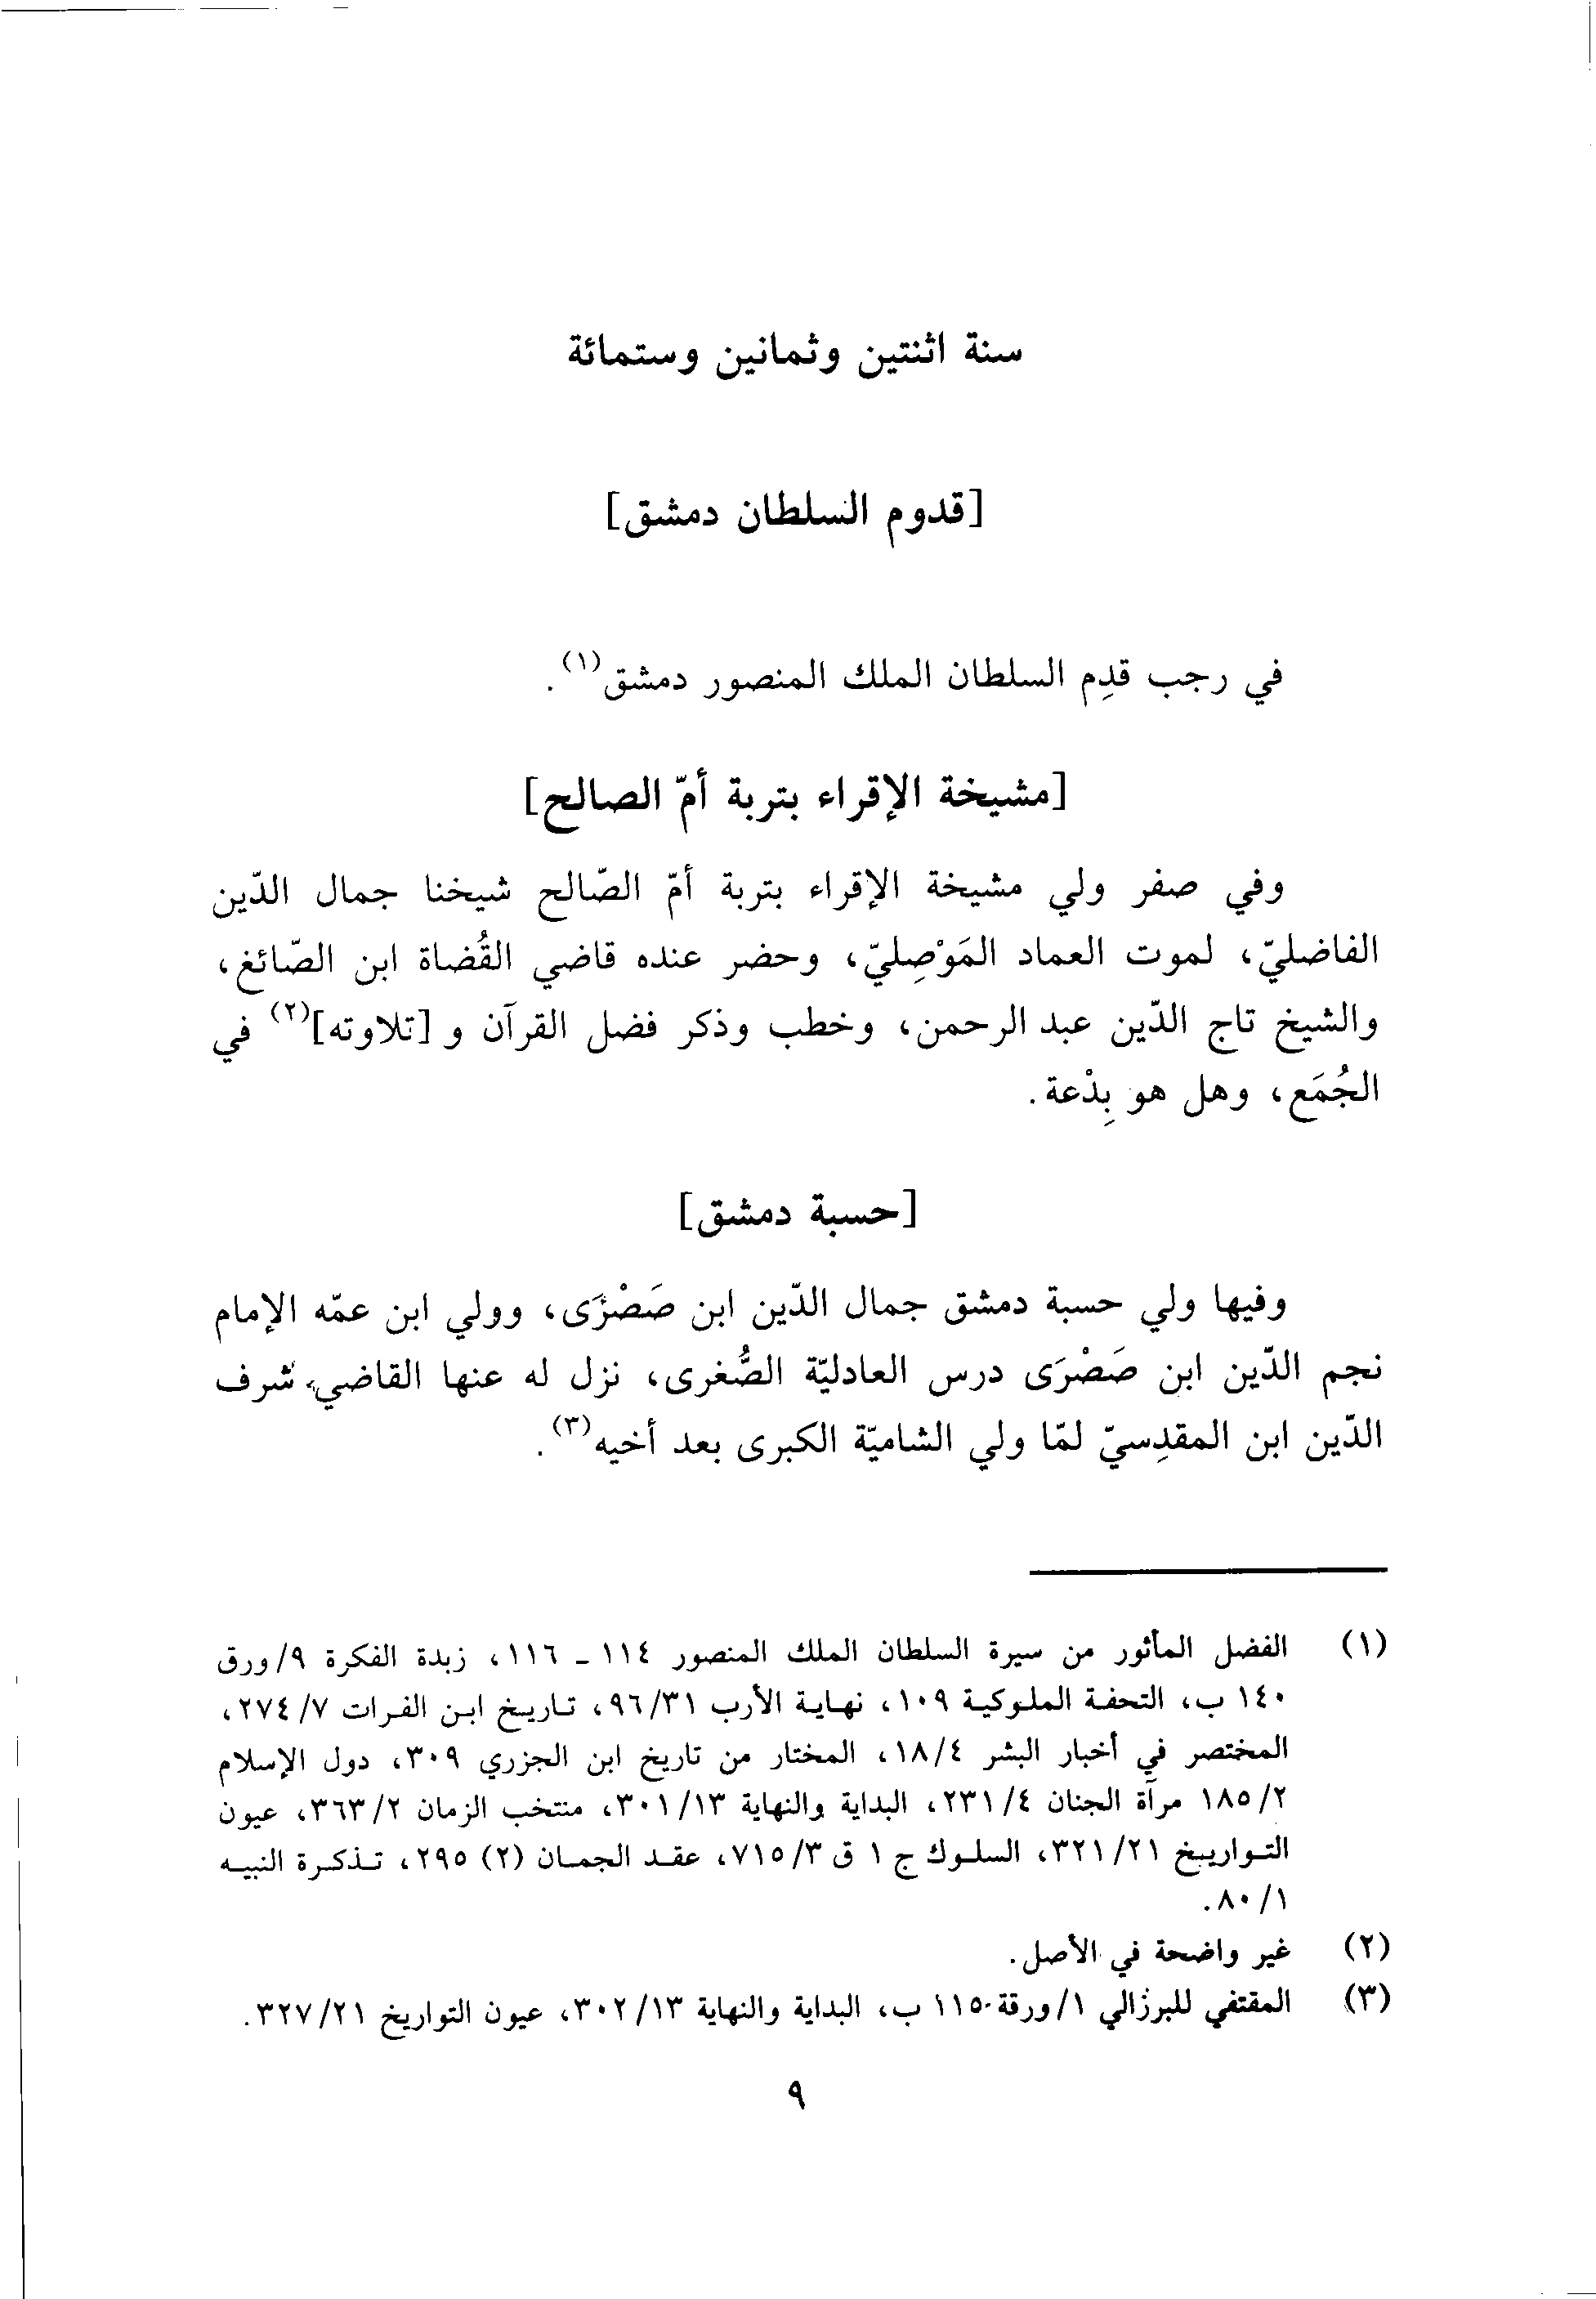 سنة اثنتين وثمانين وستمائة
[قدوم السلطان دمشق]
في رجب قدِم السلطان الملك المنصور دمشق(١).
[مشيخة الإقراء بتربة أمّ الصالح]
وفي صفر ولي مشيخة الإقراء بتربة أمّ الصّالح شيخنا جمال الدّين
الفاضليّ، لموت العماد المَوْصِليّ، وحضر عنده قاضي القُضاة ابن الصّائغ،
والشيخ تاج الدّين عبد الرحمن، وخطب وذكر فضل القرآن و [تلاوته](٢) في
الجُمَع، وهل هو بِدْعة.
[حسبة دمشق]
وفيها ولي حسبة دمشق جمال الدّين ابن صَصْرَى، وولي ابن عمّه الإمام
نجم الدّين ابن صَصْرَى درس العادليّة الصُّغرى، نزل له عنها القاضي شرف
الدّين ابن المقدِسيّ لمّا ولي الشاميّة الكبرى بعد أخيه(٣).
(١) الفضل المأثور من سيرة السلطان الملك المنصور ١١٤ ـ ١١٦، زبدة الفكرة ٩/ورق
١٤٠ ب، التحفة الملوكية ١٠٩، نهاية الأرب ٩٦/٣١، تاريخ ابن الفرات ٢٧٤/٧،
المختصر في أخبار البشر ١٨/٤، المختار من تاريخ ابن الجزري ٣٠٩، دول الإسلام
١٨٥/٢ مرآة الجنان ٢٣١/٤، البداية والنهاية ٣٠١/١٣، منتخب الزمان ٣٦٣/٢، عيون
التواريخ ٣٢١/٢١، السلوك ج ١ ق ٧١٥/٣، عقد الجمان (٢) ٢٩٥، تذكرة النبيه
٨٠/١.
(٢) غير واضحة في الأصل.
(٣) المقتفي للبرزالي ١/ورقة ١١٥ ب، البداية والنهاية ٣٠٢/١٣، عيون التواريخ ٣٢٧/٢١.
٩